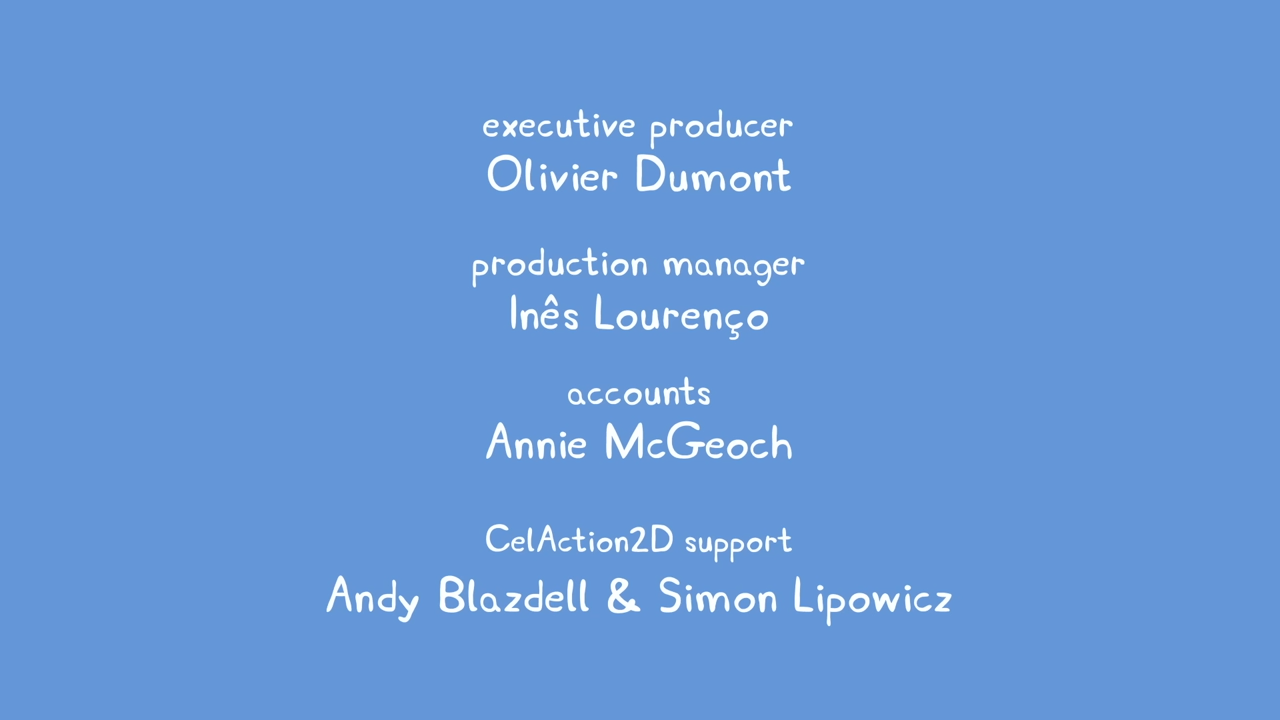 executive producer
Olivier Dumont
production manager
Inês Lourenço
accounts
Annie McGeoch
CelAction2D support
Andy Blazdell & Simon Lipowicz